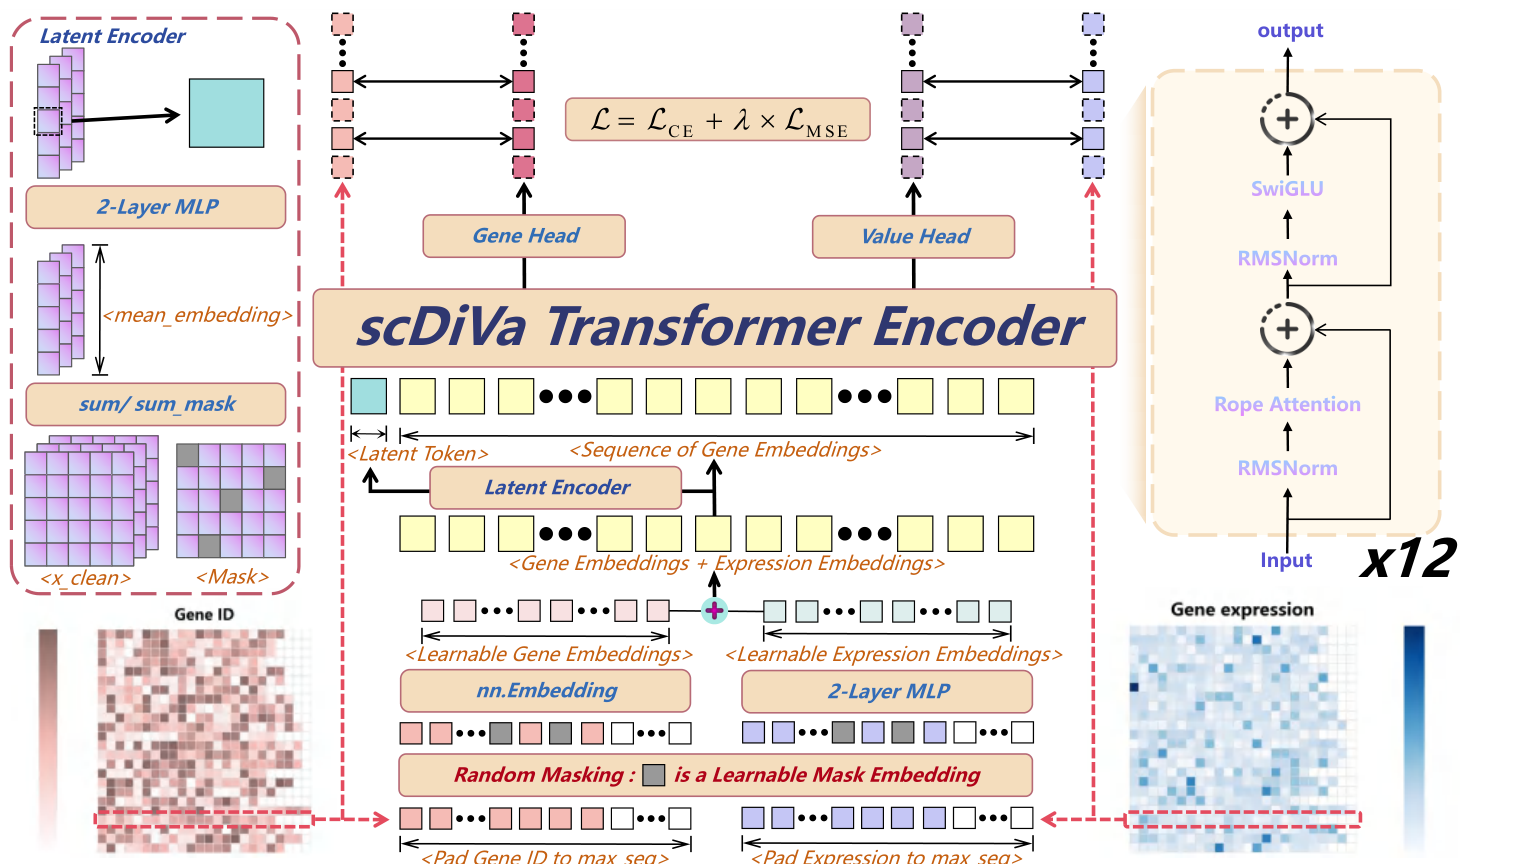 Latent Encoder
2-Layer MLP
<mean_embedding>
sum/ sum_mask
<x_clean>
<Mask>
ℒ = ℒCE + λ × ℒMSE
Gene Head
Value Head
scDiVa Transformer Encoder
<Latent Token>
<Sequence of Gene Embeddings>
Latent Encoder
<Gene Embeddings + Expression Embeddings>
<Learnable Gene Embeddings>
<Learnable Expression Embeddings>
nn.Embedding
2-Layer MLP
Random Masking : is a Learnable Mask Embedding
<Pad Gene ID to max_seq>
<Pad Expression to max_seq>
Gene ID
output
SwiGLU
RMSNorm
Rope Attention
RMSNorm
Input
x12
Gene expression